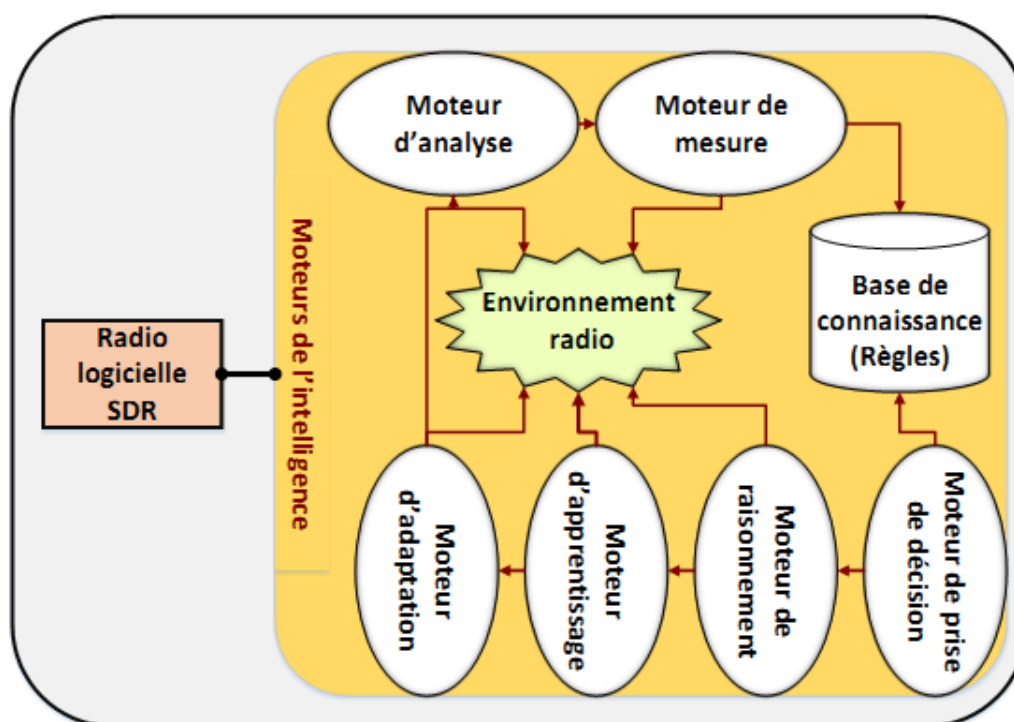 Moteur
d'analyse
Moteur de
mesure
Moteurs de l'intelligence
Environnement
radio
Base de
connaissance
(Règles)
Radio
logicielle
SDR
Moteur
d'adaptation
Moteur
d'apprentissage
Moteur de
raisonnement
Moteur de prise
de décision